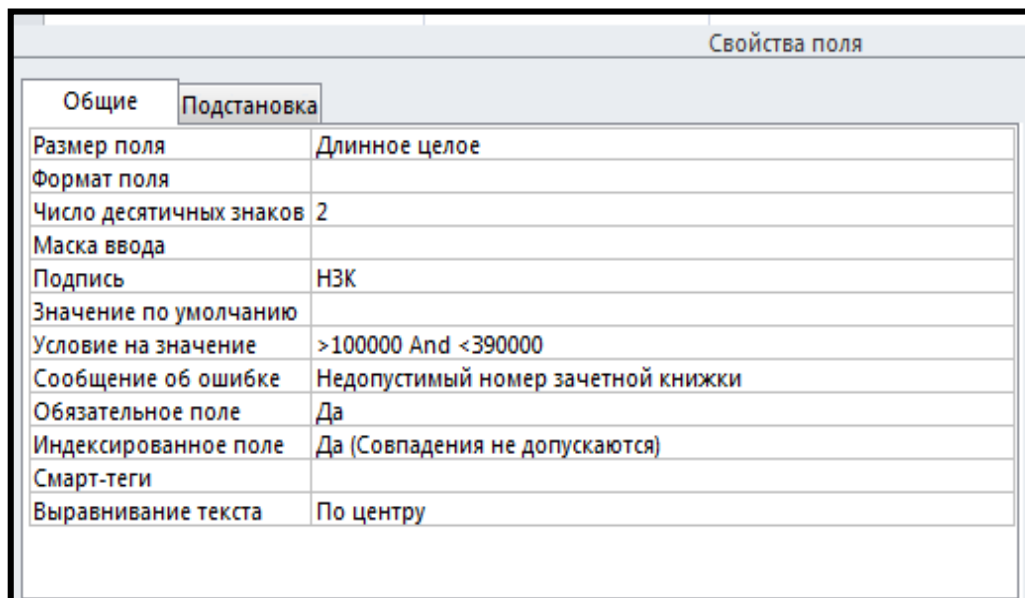 Свойства поля
Общие Подстановка
Размер поля Длинное целое
Формат поля
Число десятичных знаков 2
Маска ввода
Подпись НЗК
Значение по умолчанию
Условие на значение >100000 And <390000
Сообщение об ошибке Недопустимый номер зачетной книжки
Обязательное поле Да
Индексированное поле Да (Совпадения не допускаются)
Смарт-теги
Выравнивание текста По центру